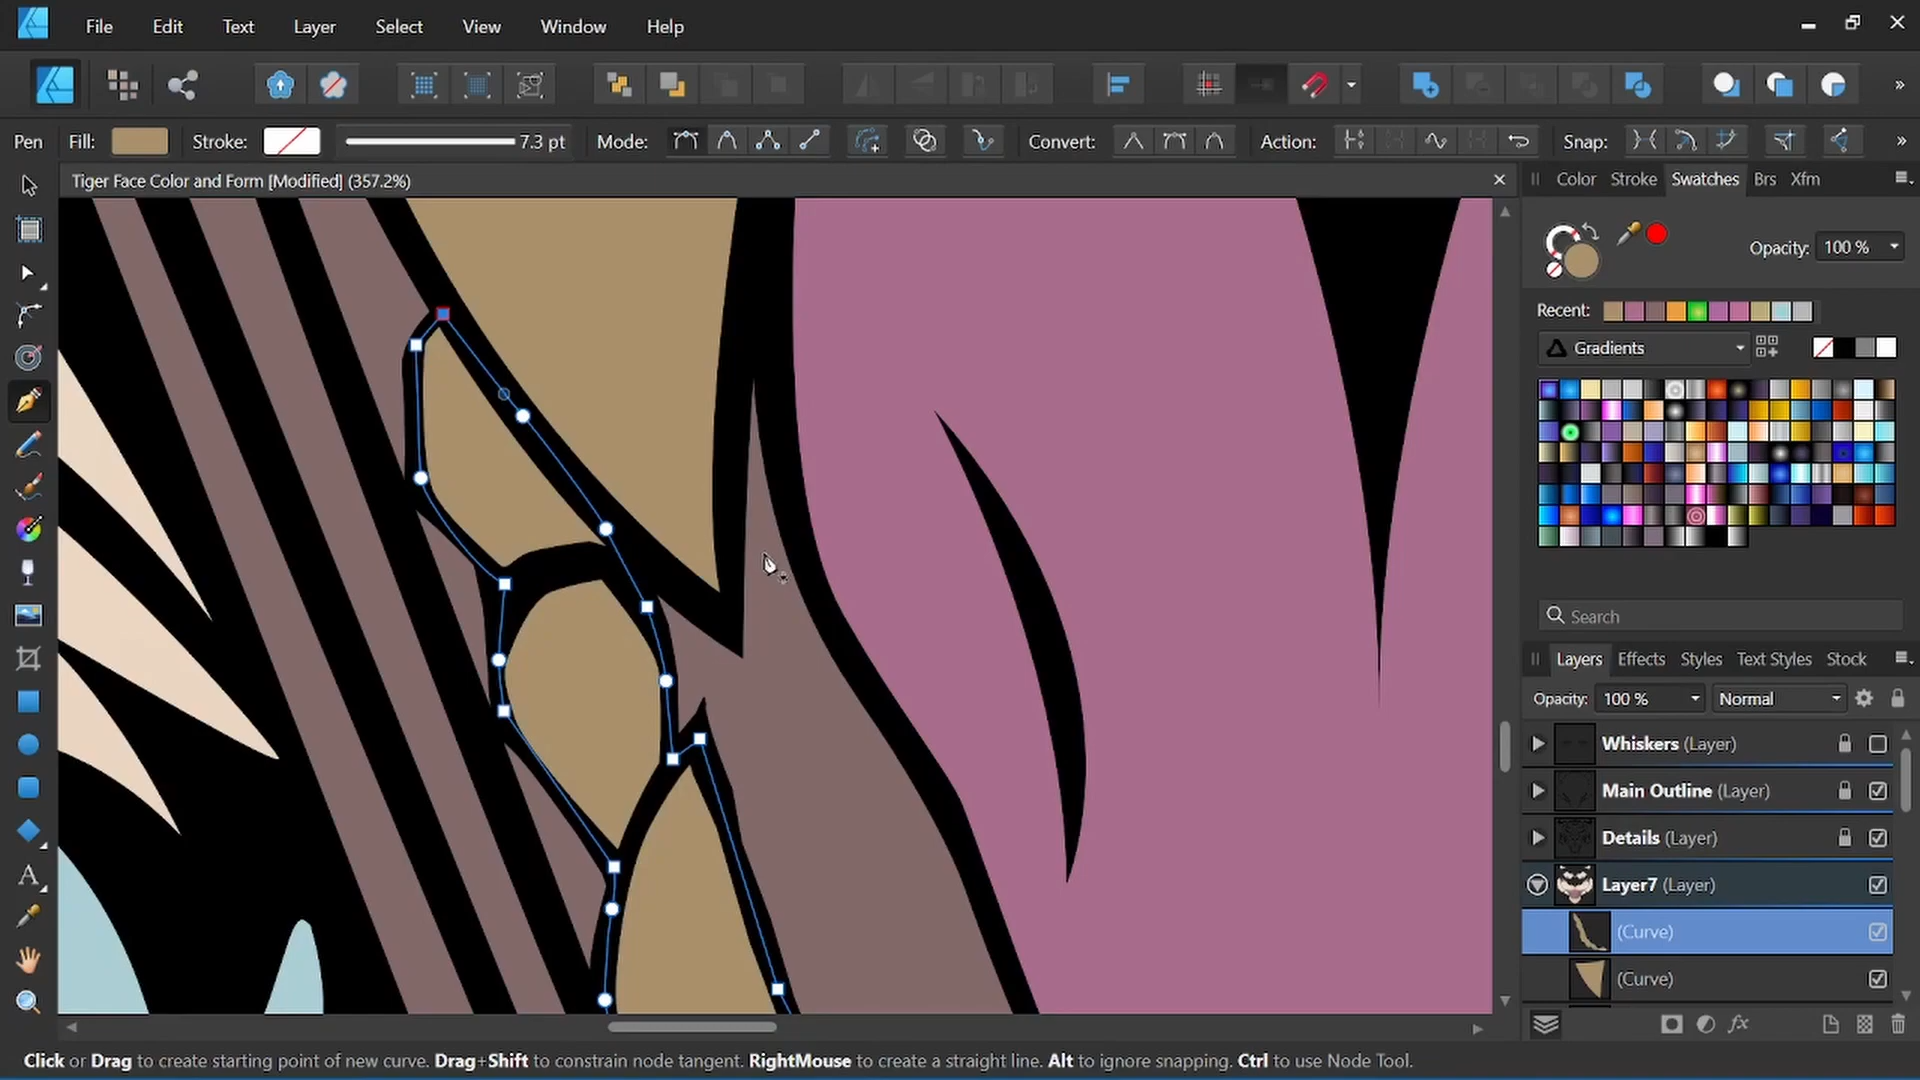 File Edit Text Layer Select View Window Help
Pen Fill: Stroke: 7.3 pt Mode: Convert: Action: Snap:
Tiger Face Color and Form [Modified] (357.2%)
Color Stroke Swatches Brs Xfm
Opacity: 100 %
Recent:
Gradients
Search
Layers Effects Styles Text Styles Stock
Opacity: 100 % Normal
Whiskers (Layer)
Main Outline (Layer)
Details (Layer)
Layer7 (Layer)
(Curve)
(Curve)
Click or Drag to create starting point of new curve. Drag+Shift to constrain node tangent. RightMouse to create a straight line. Alt to ignore snapping. Ctrl to use Node Tool.